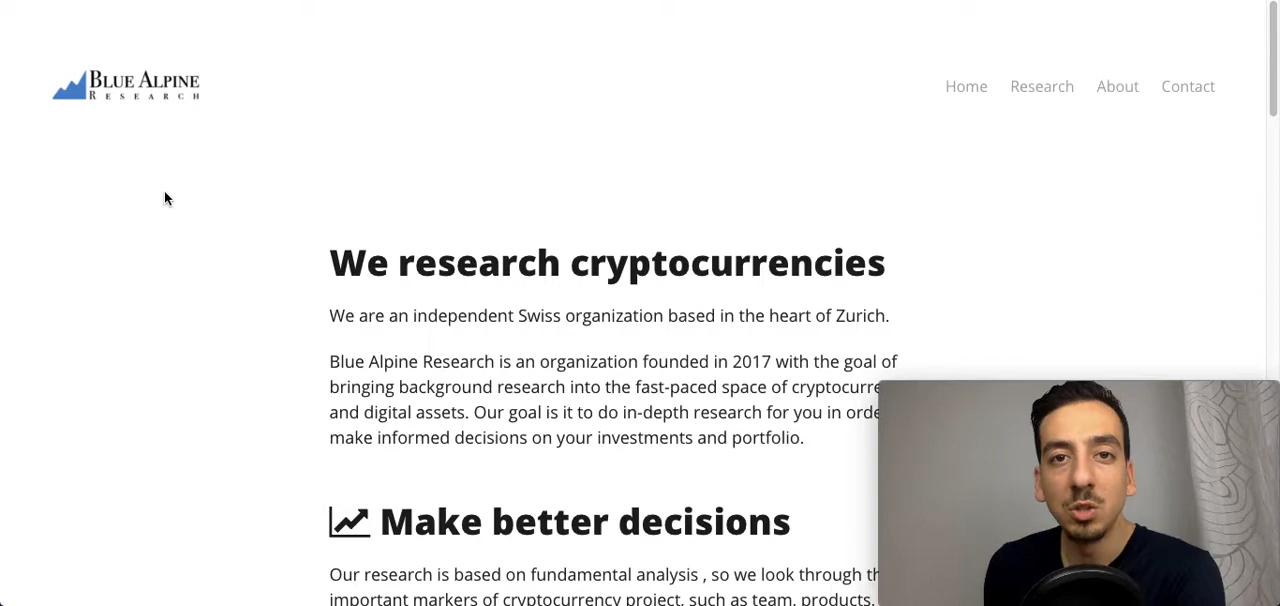 BLUE ALPINE
RESEARCH
Home Research About Contact
We research cryptocurrencies
We are an independent Swiss organization based in the heart of Zurich.
Blue Alpine Research is an organization founded in 2017 with the goal of
bringing background research into the fast-paced space of
and digital assets. Our goal is it to do in-depth research for you in
make informed decisions on your investments and portfolio.
Make better decisions
Our research is based on fundamental analysis , so we look through
important markers of cryptocurrency project, such as team, products,